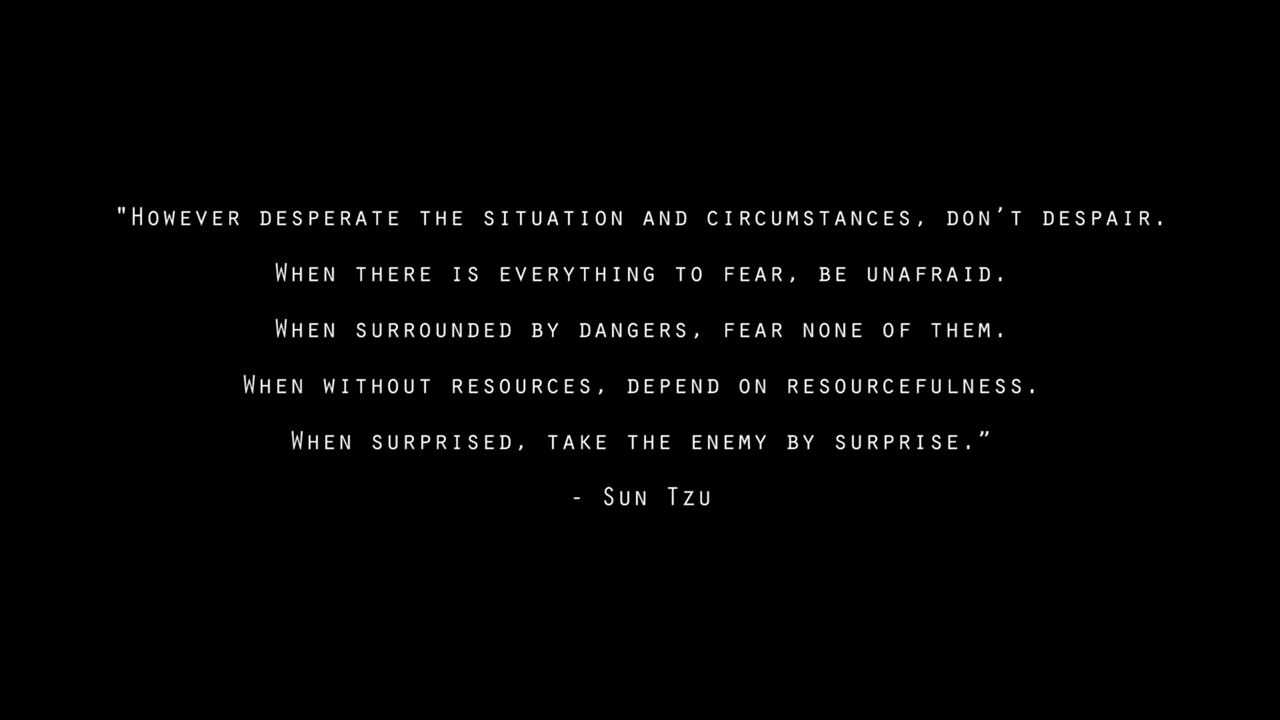 "However desperate the situation and circumstances, don’t despair.
When there is everything to fear, be unafraid.
When surrounded by dangers, fear none of them.
When without resources, depend on resourcefulness.
When surprised, take the enemy by surprise.”
- Sun Tzu